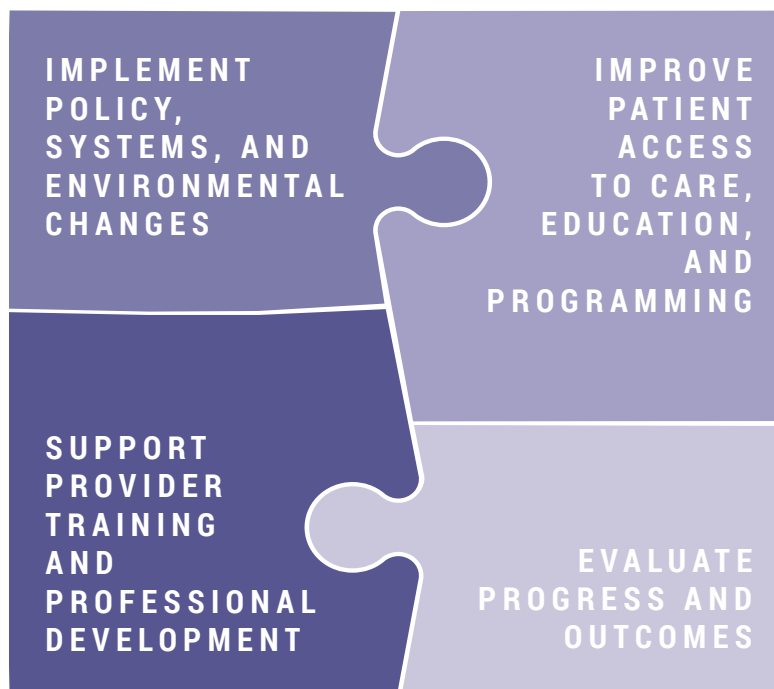 IMPLEMENT
POLICY,
SYSTEMS, AND
ENVIRONMENTAL
CHANGES
IMPROVE
PATIENT
ACCESS
TO CARE,
EDUCATION,
AND
PROGRAMMING
SUPPORT
PROVIDER
TRAINING
AND
PROFESSIONAL
DEVELOPMENT
EVALUATE
PROGRESS AND
OUTCOMES